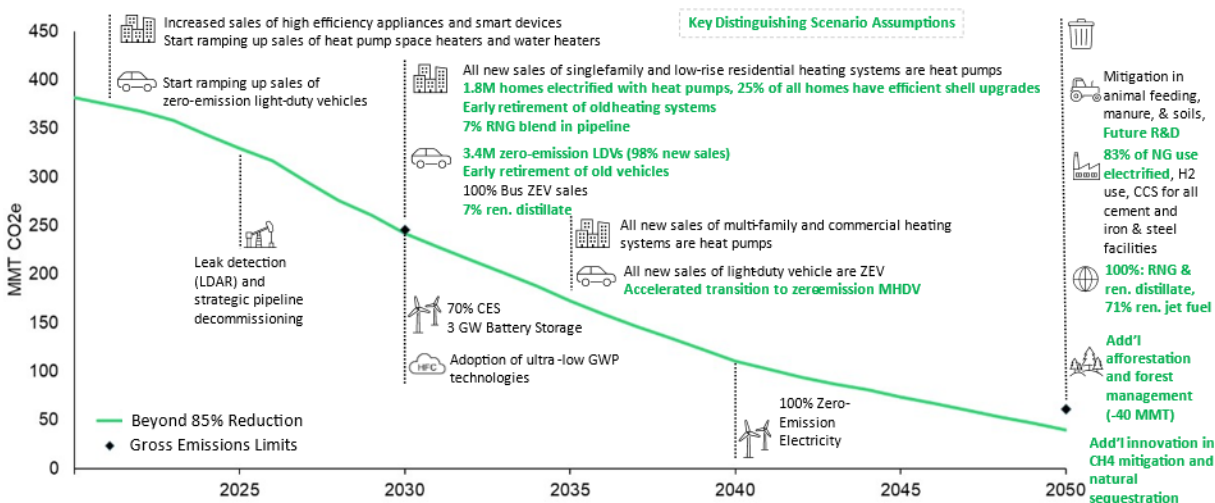 Key Distinguishing Scenario Assumptions
MMT CO2e
450
400
350
300
250
200
150
100
50
0
Increased sales of high efficiency appliances and smart devices
Start ramping up sales of heat pump space heaters and water heaters
Start ramping up sales of
zero-emission light-duty vehicles
Leak detection
(LDAR) and
strategic pipeline
decommissioning
All new sales of singlefamily and low-rise residential heating systems are heat pumps
1.8M homes electrified with heat pumps, 25% of all homes have efficient shell upgrades
Early retirement of oldheating systems
7% RNG blend in pipeline
3.4M zero-emission LDVs (98% new sales)
Early retirement of old vehicles
100% Bus ZEV sales
7% ren. distillate
70% CES
3 GW Battery Storage
HFC
Adoption of ultra -low GWP
technologies
All new sales of multi-family and commercial heating
systems are heat pumps
All new sales of light-duty vehicle are ZEV
Accelerated transition to zeroemission MHDV
100% Zero-
Emission
Electricity
Mitigation in
animal feeding,
manure, & soils,
Future R&D
83% of NG use
electrified, H2
use, CCS for all
cement and
iron & steel
facilities
100%: RNG &
ren. distillate,
71% ren. jet fuel
Add'l
afforestation
and forest
management
(-40 MMT)
Add'l innovation in
CH4 mitigation and
natural
sequestration
Beyond 85% Reduction
Gross Emissions Limits
2025
2030
2035
2040
2045
2050